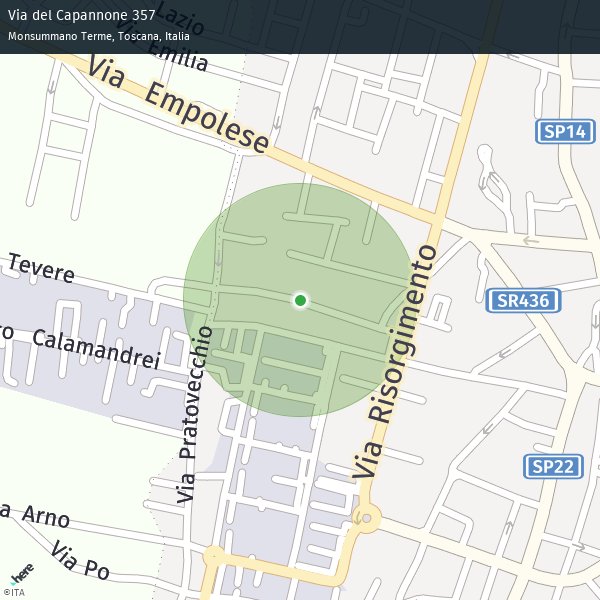 Via del Capannone 357
Monsummano Terme, Toscana, Italia
Lazio
Via Emilia
Via Empolese
SP14
Tevere
SR436
Calamandrei
Via Pratovecchio
Via Risorgimento
SP22
Arno
Via Po
here
©ITA